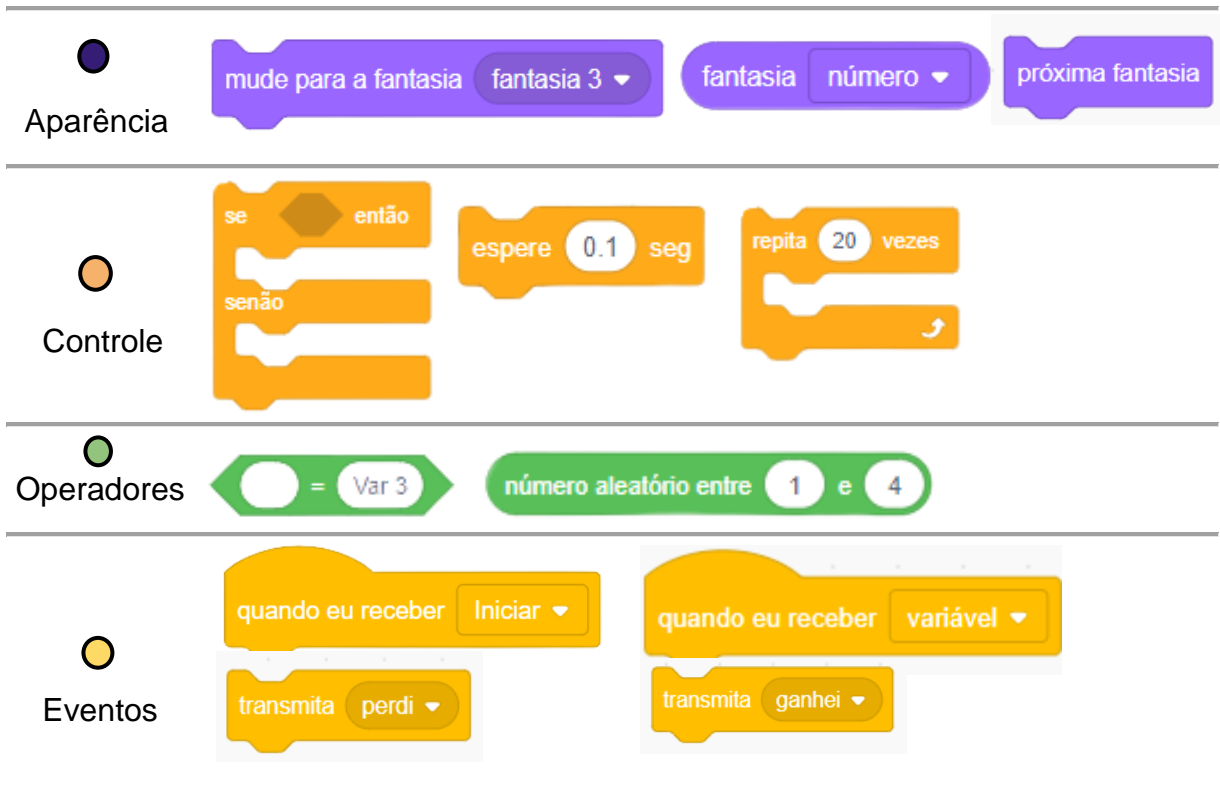 Aparência
mude para a fantasia fantasia 3
fantasia número
próxima fantasia
Controle
se então
senão
espere 0.1 seg
repita 20 vezes
Operadores
= Var 3
número aleatório entre 1 e 4
Eventos
quando eu receber Iniciar
quando eu receber variável
transmita perdi
transmita ganhei